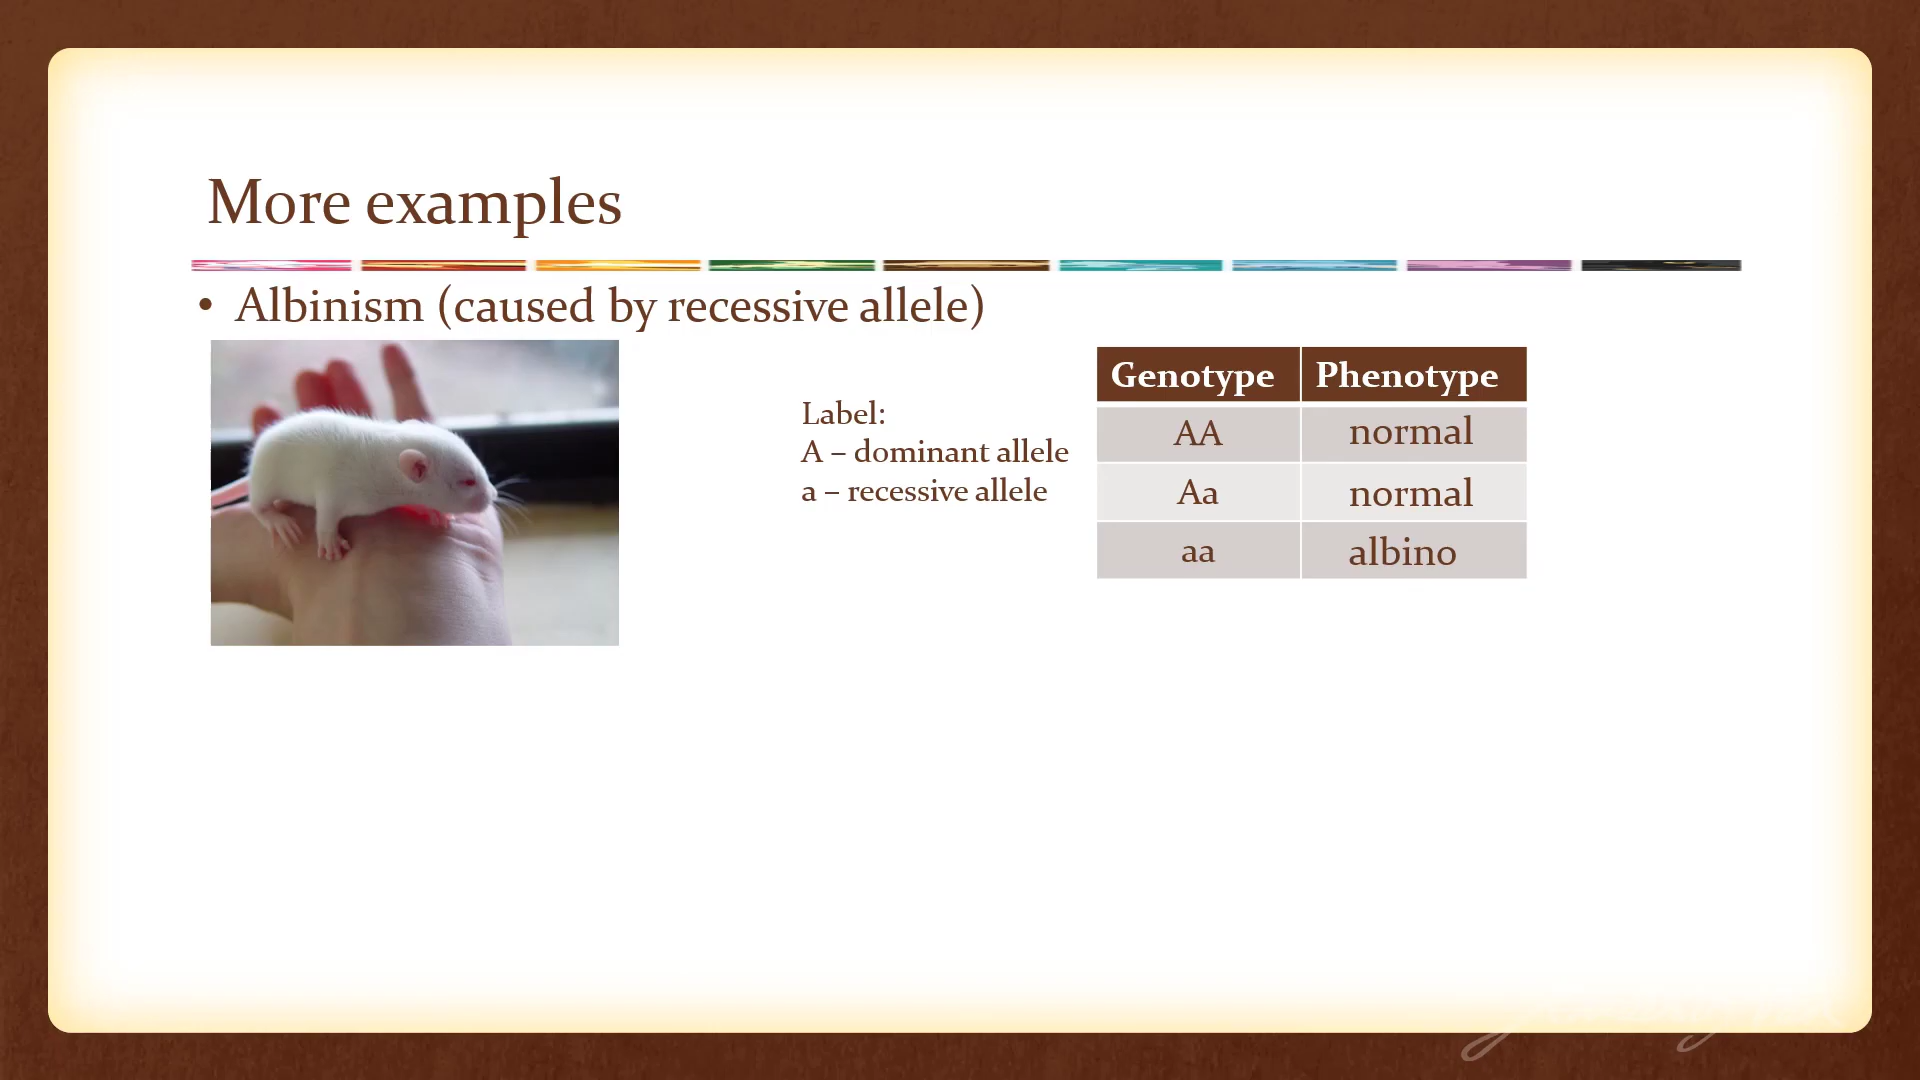 More examples
• Albinism (caused by recessive allele)
Label:
A – dominant allele
a – recessive allele
Genotype Phenotype
AA normal
Aa normal
aa albino